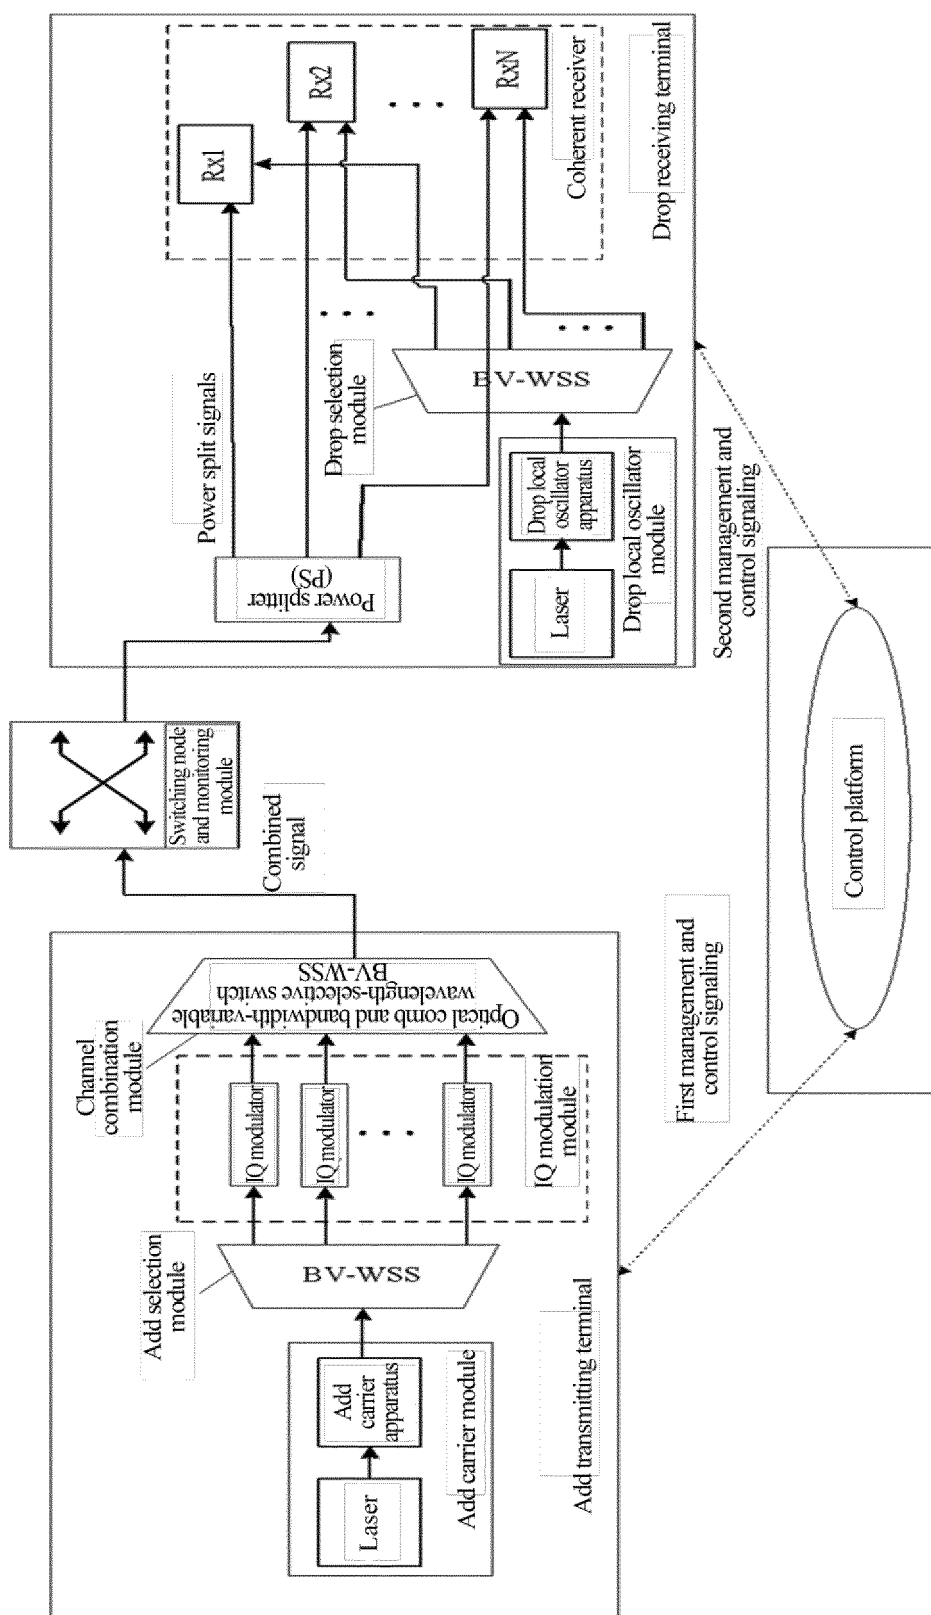 Laser
Add
carrier
apparatus
Add carrier module
Add selection
module
BV-WSS
IQ modulator
IQ modulator
IQ modulator
IQ modulation
module
Channel
combination
module
Optical comb and bandwidth-variable
wavelength-selective switch
BV-WSS
Add transmitting terminal
Combined
signal
Switching node
and monitoring
module
Power splitter
(PS)
Power split signals
Laser
Drop local
oscillator
apparatus
Drop local oscillator
module
Drop selection
module
BV-WSS
Rx1
Rx2
RxN
Coherent receiver
Drop receiving terminal
First management and
control signaling
Second management and
control signaling
Control platform